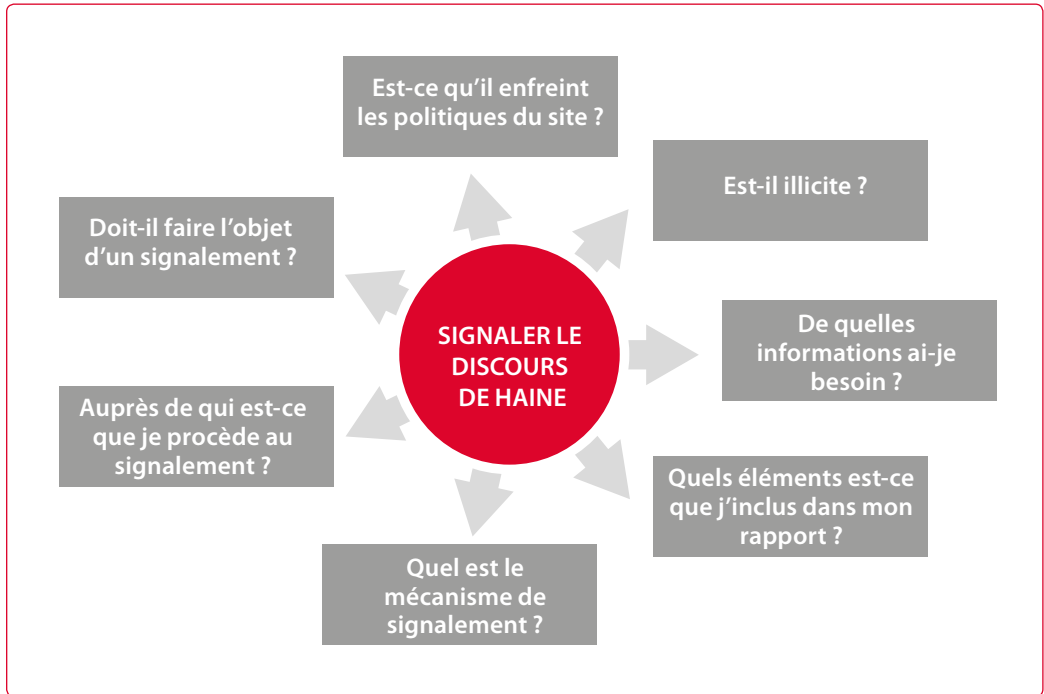 Est-ce qu’il enfreint
les politiques du site ?
Est-il illicite ?
Doit-il faire l’objet
d’un signalement ?
SIGNALER LE
DISCOURS
DE HAINE
De quelles
informations ai-je
besoin ?
Auprès de qui est-ce
que je procède au
signalement ?
Quels éléments est-ce
que j’inclus dans mon
rapport ?
Quel est le
mécanisme de
signalement ?